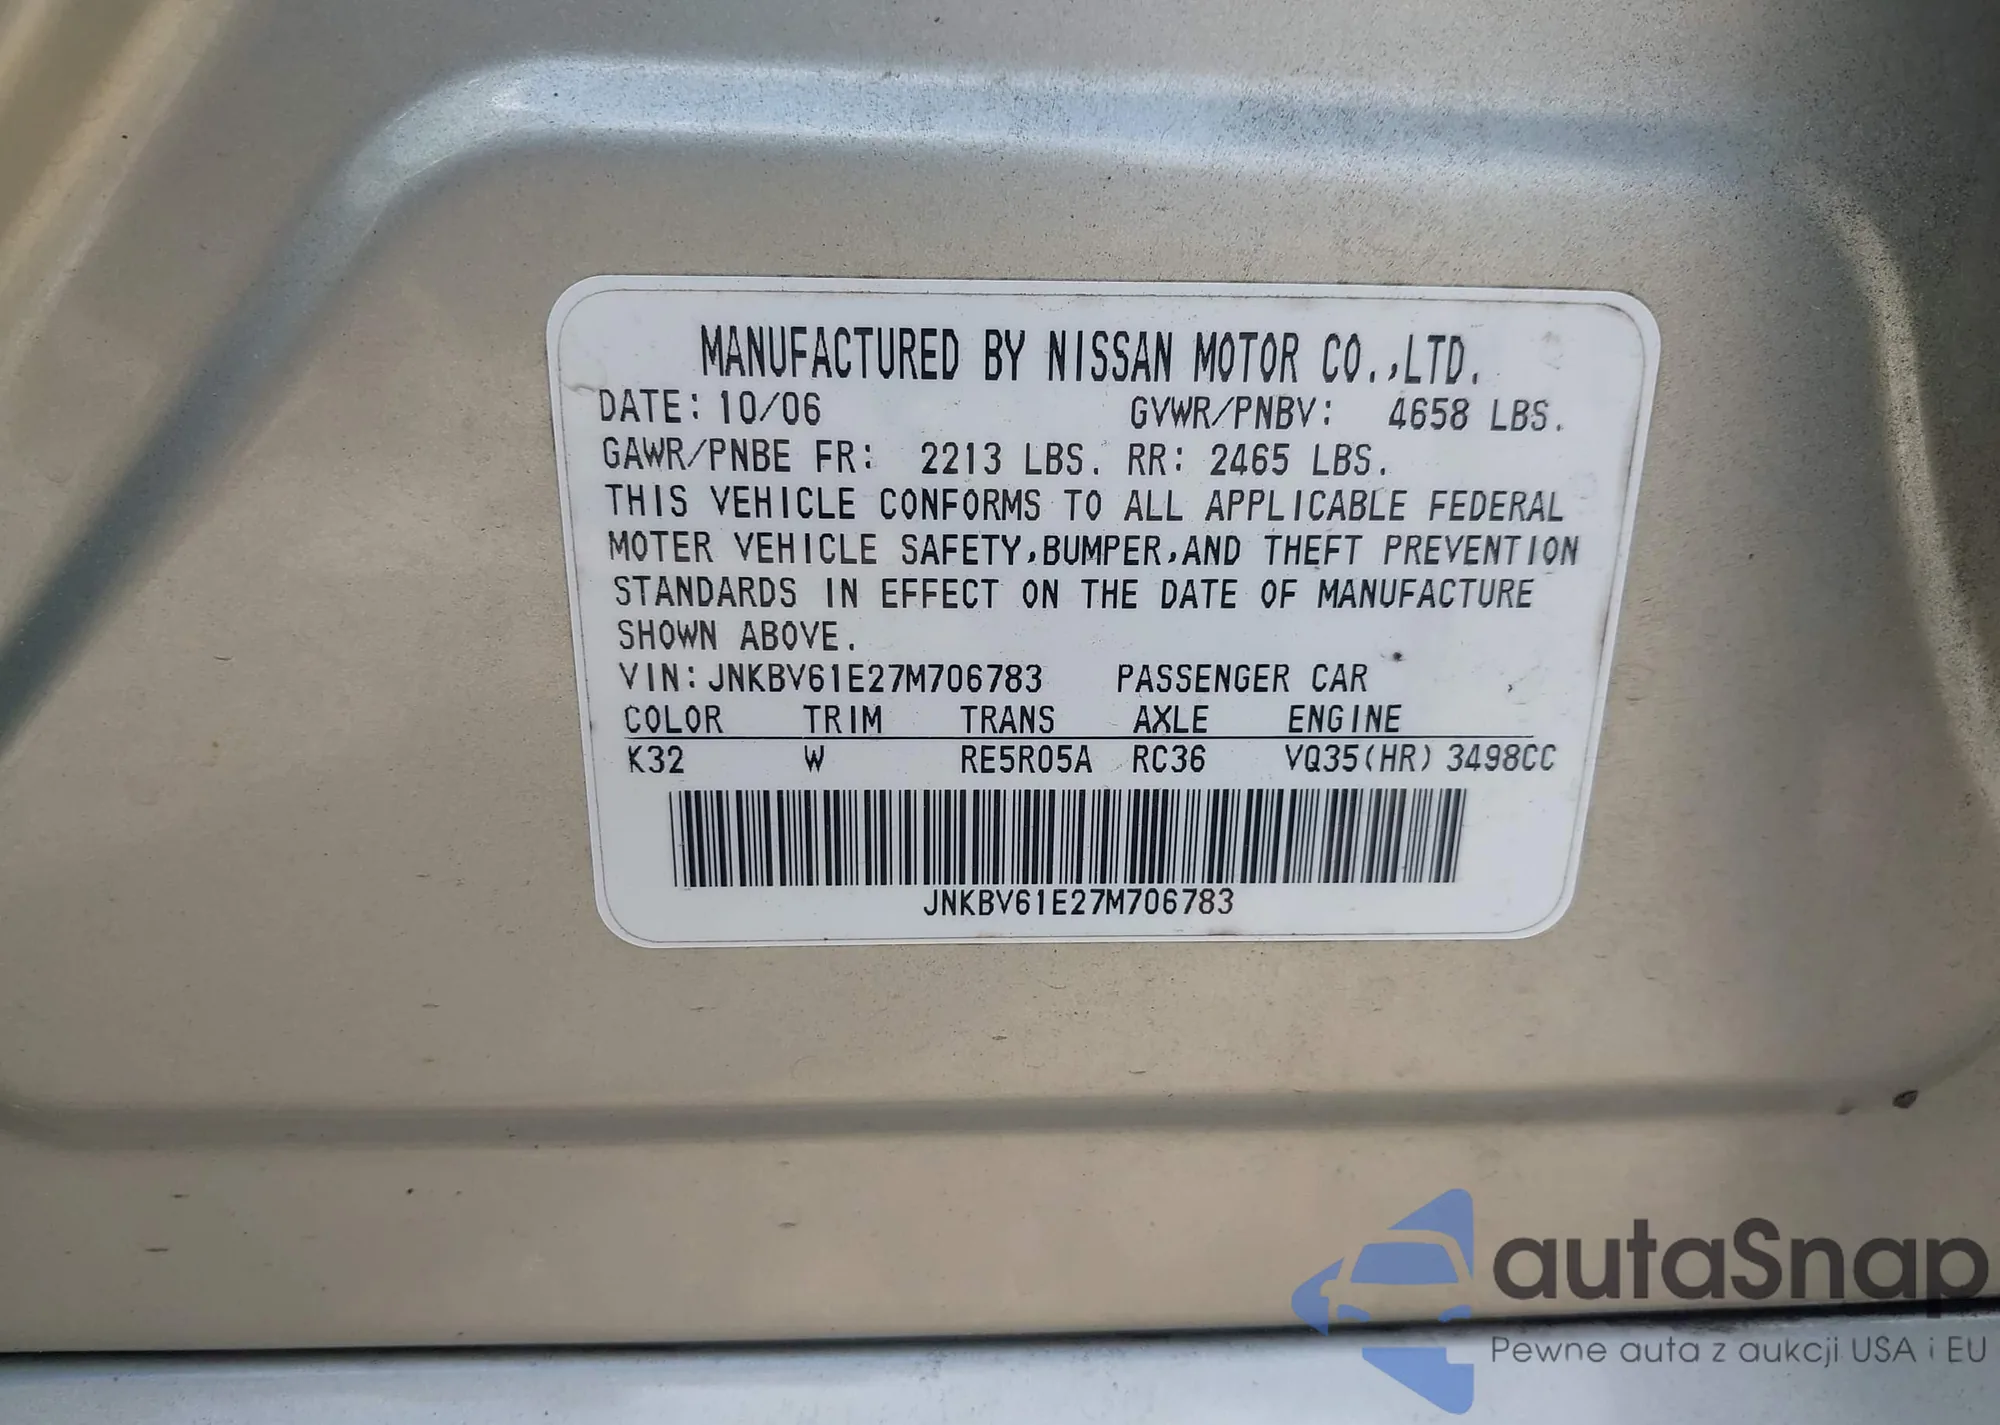 MANUFACTURED BY NISSAN MOTOR CO.,LTD.
DATE: 10/06 GVWR/PNBV: 4658 LBS.
GAWR/PNBE FR: 2213 LBS. RR: 2465 LBS.
THIS VEHICLE CONFORMS TO ALL APPLICABLE FEDERAL
MOTER VEHICLE SAFETY,BUMPER,AND THEFT PREVENTION
STANDARDS IN EFFECT ON THE DATE OF MANUFACTURE
SHOWN ABOVE.
VIN: JNKBV61E27M706783 PASSENGER CAR
COLOR TRIM TRANS AXLE ENGINE
K32 W RE5R05A RC36 VQ35(HR) 3498CC
JNKBV61E27M706783
autaSnap
Pewne auta z aukcji USA i EU